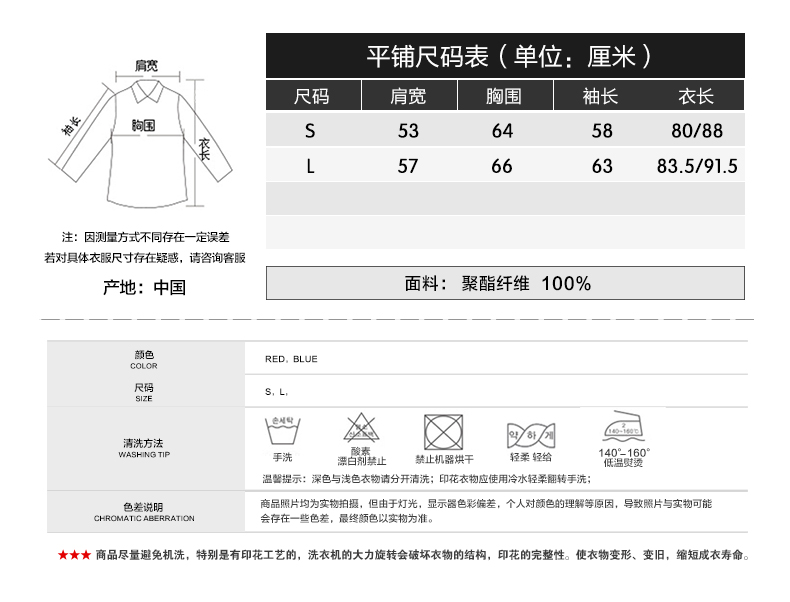 平铺尺码表（单位：厘米）
尺码 肩宽 胸围 袖长 衣长
S 53 64 58 80/88
L 57 66 63 83.5/91.5
肩宽
袖长
胸围
衣长
注：因测量方式不同存在一定误差
若对具体衣服尺寸存在疑惑，请咨询客服
产地：中国
面料： 聚酯纤维 100%
颜色
COLOR
RED, BLUE
尺码
SIZE
S, L,
清洗方法
WASHING TIP
손세탁
手洗
酸素
漂白剂禁止
禁止机器烘干
약하게
轻柔 轻给
2
140~160℃
140°–160°
低温熨烫
温馨提示：深色与浅色衣物请分开清洗；印花衣物应使用冷水轻柔翻转手洗；
色差说明
CHROMATIC ABERRATION
商品照片均为实物拍摄，但由于灯光，显示器色彩偏差，个人对颜色的理解等原因，导致照片与实物可能
会存在一些色差，最终颜色以实物为准。
★★★ 商品尽量避免机洗，特别是有印花工艺的，洗衣机的大力旋转会破坏衣物的结构，印花的完整性。使衣物变形、变旧，缩短成衣寿命。